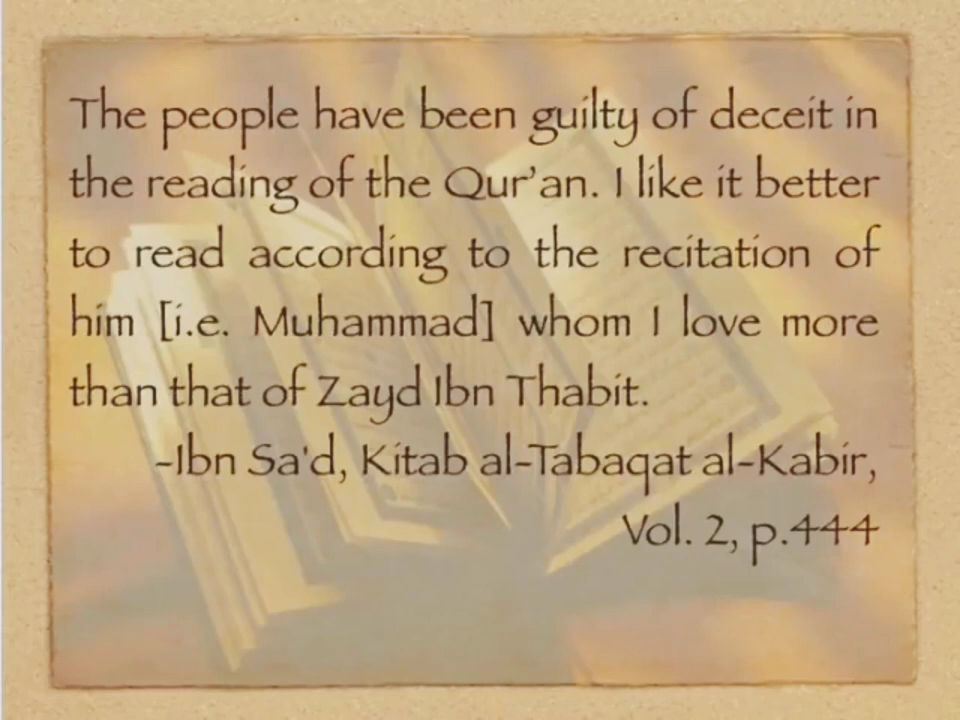 The people have been guilty of deceit in
the reading of the Qur'an. I like it better
to read according to the recitation of
him [i.e. Muhammad] whom I love more
than that of Zayd Ibn Thabit.
-Ibn Sa'd, Kitab al-Tabaqat al-Kabir,
Vol. 2, p.444